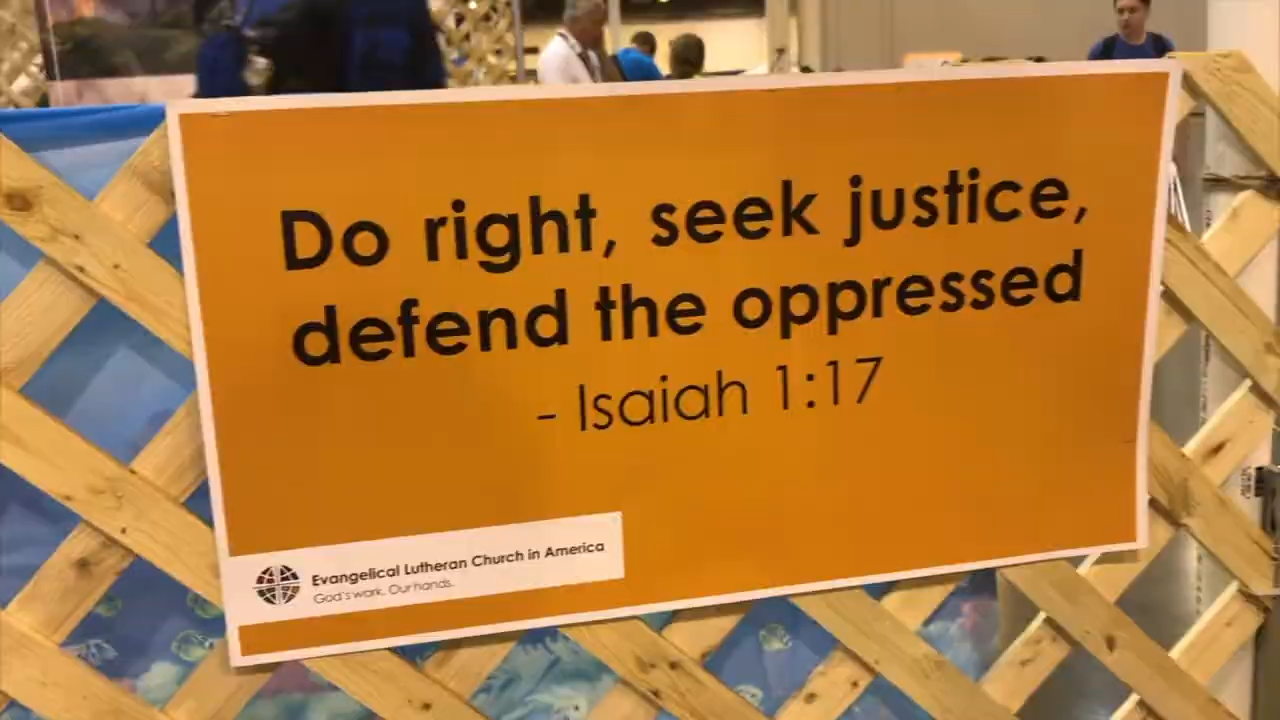 Do right, seek justice,
defend the oppressed
- Isaiah 1:17
Evangelical Lutheran Church in America
God's work. Our hands.